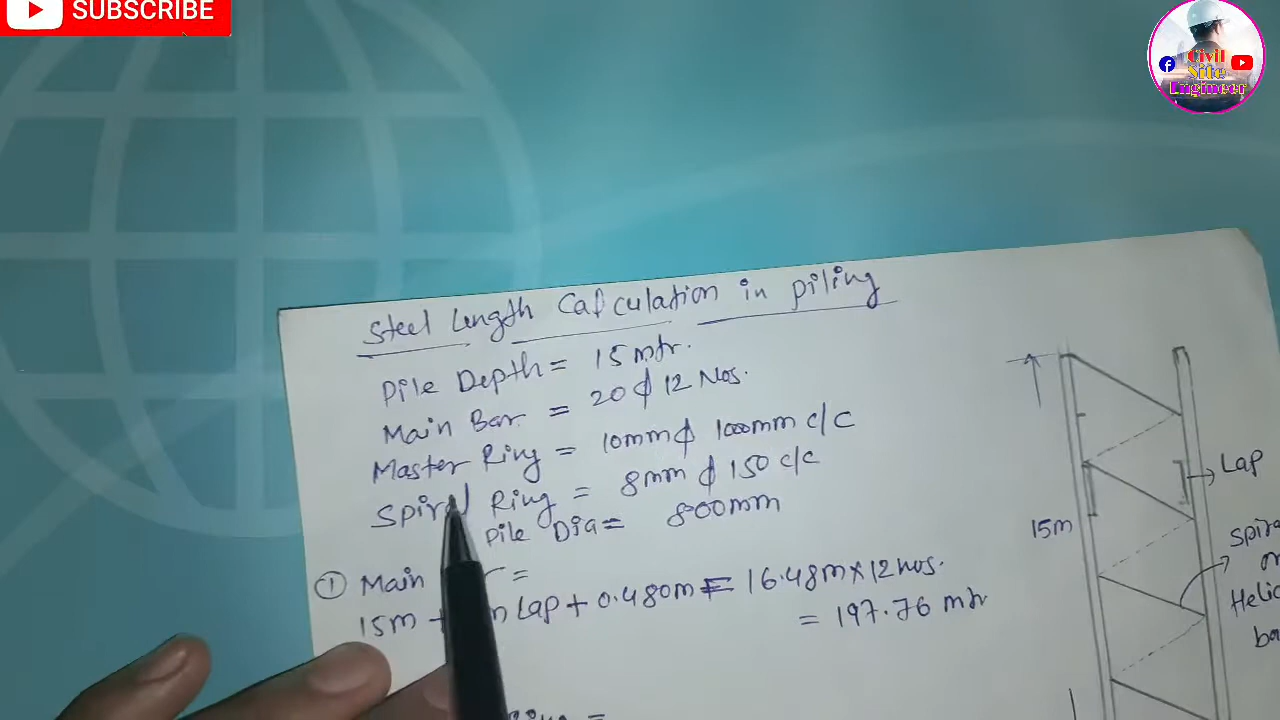 SUBSCRIBE
Civil
Site
Engineer
Steel Length Calculation in piling
Pile Depth = 15 mtr.
Main Bar = 20 ϕ 12 Nos.
Master Ring = 10mm ϕ 1000mm c/c
Spiral Ring = 8mm ϕ 150 c/c
Pile Dia = 800mm
① Main =
15m + Lap + 0.480m = 16.48m × 12 nos.
= 197.76 mtr
Lap
15m